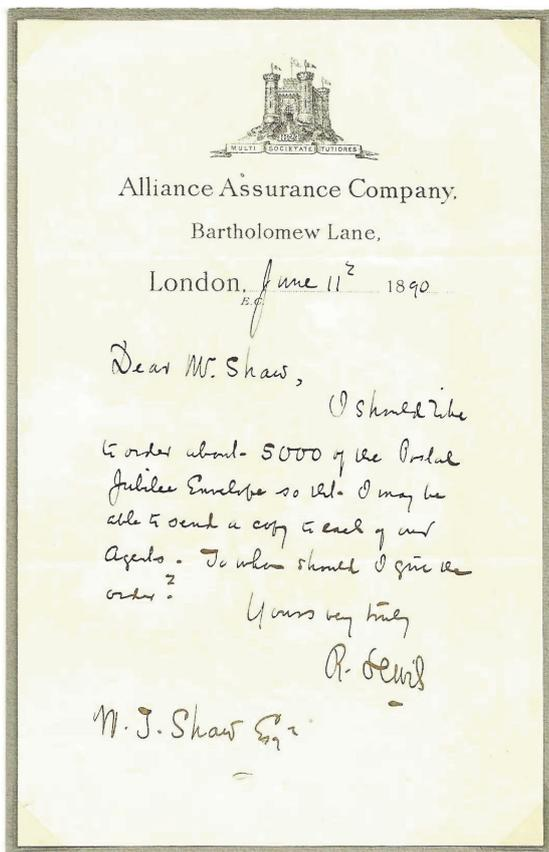 1824
MULTI SOCIETATE TUTIORES
Alliance Assurance Company,
Bartholomew Lane,
London, June 11th 1890
E.C.
Dear Mr. Shaw,
I should like
to order about 5000 of the Postal
Jubilee Envelope so that I may be
able to send a copy to each of our
Agents. To whom should I give the
order?
Yours very truly
R. Lewis
W. J. Shaw Esqr